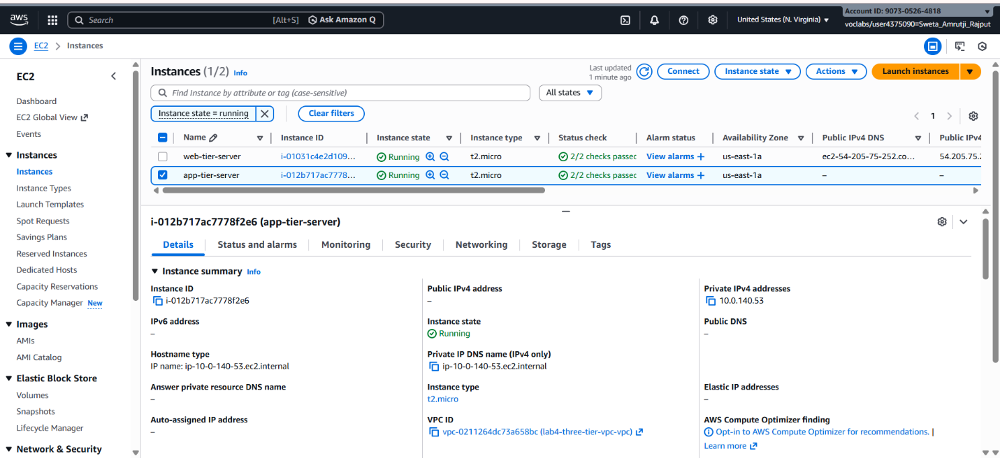 aws
Search [Alt+S] Ask Amazon Q
United States (N. Virginia)
Account ID: 9073-0526-4818
voclabs/user4375090=Sweta_Amrutji_Rajput
EC2 > Instances
EC2
Dashboard
EC2 Global View
Events
Instances
Instances
Instance Types
Launch Templates
Spot Requests
Savings Plans
Reserved Instances
Dedicated Hosts
Capacity Reservations
Capacity Manager New
Images
AMIs
AMI Catalog
Elastic Block Store
Volumes
Snapshots
Lifecycle Manager
Network & Security
Instances (1/2) Info
Last updated
1 minute ago
Connect Instance state Actions Launch instances
Find Instance by attribute or tag (case-sensitive)
All states
Instance state = running
Clear filters
1
Name Instance ID Instance state Instance type Status check Alarm status Availability Zone Public IPv4 DNS Public IPv4
web-tier-server i-01031c4e2d109... Running t2.micro 2/2 checks passec View alarms + us-east-1a ec2-54-205-75-252.co... 54.205.75.
app-tier-server i-012b717ac7778... Running t2.micro 2/2 checks passec View alarms + us-east-1a – –
i-012b717ac7778f2e6 (app-tier-server)
Details Status and alarms Monitoring Security Networking Storage Tags
Instance summary Info
Instance ID
i-012b717ac7778f2e6
Public IPv4 address
–
Private IPv4 addresses
10.0.140.53
IPv6 address
–
Instance state
Running
Public DNS
–
Hostname type
IP name: ip-10-0-140-53.ec2.internal
Private IP DNS name (IPv4 only)
ip-10-0-140-53.ec2.internal
Answer private resource DNS name
–
Instance type
t2.micro
Elastic IP addresses
–
Auto-assigned IP address
–
VPC ID
vpc-0211264dc73a658bc (lab4-three-tier-vpc-vpc)
AWS Compute Optimizer finding
Opt-in to AWS Compute Optimizer for recommendations. |
Learn more